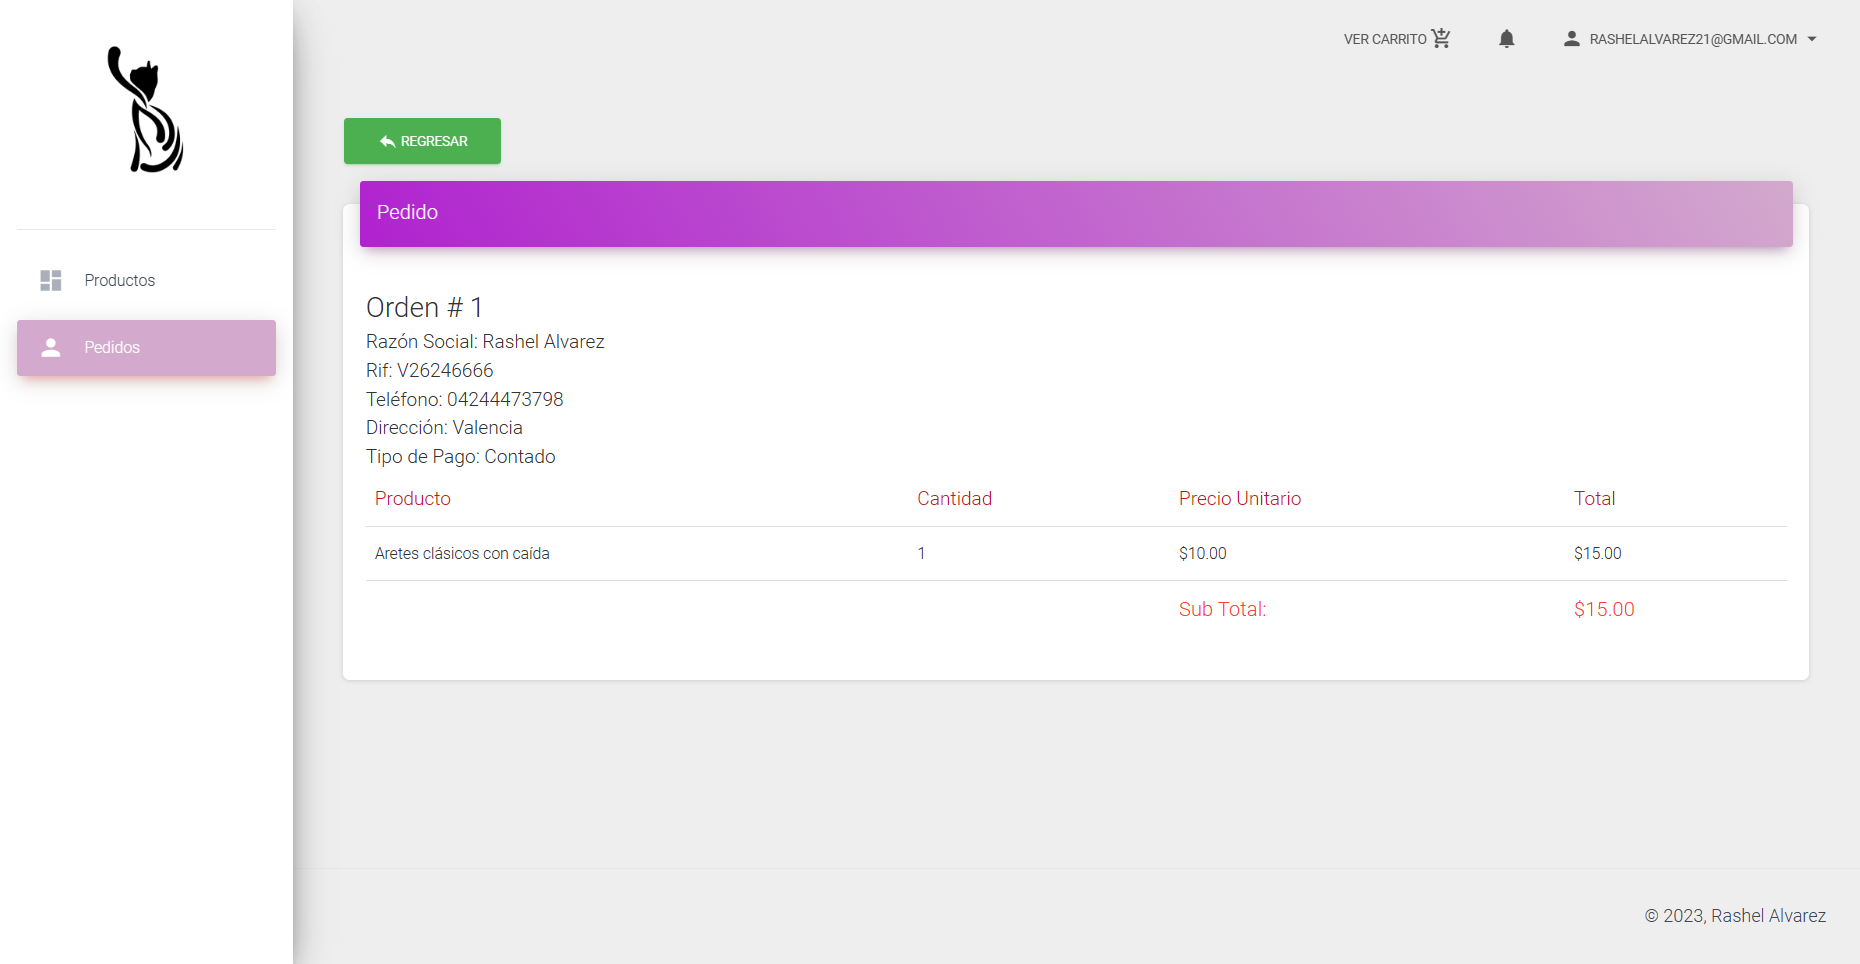 VER CARRITO
RASHELALVAREZ21@GMAIL.COM
REGRESAR
Pedido
Productos
Pedidos
Orden # 1
Razón Social: Rashel Alvarez
Rif: V26246666
Teléfono: 04244473798
Dirección: Valencia
Tipo de Pago: Contado
Producto Cantidad Precio Unitario Total
Aretes clásicos con caída 1 $10.00 $15.00
Sub Total: $15.00
© 2023, Rashel Alvarez